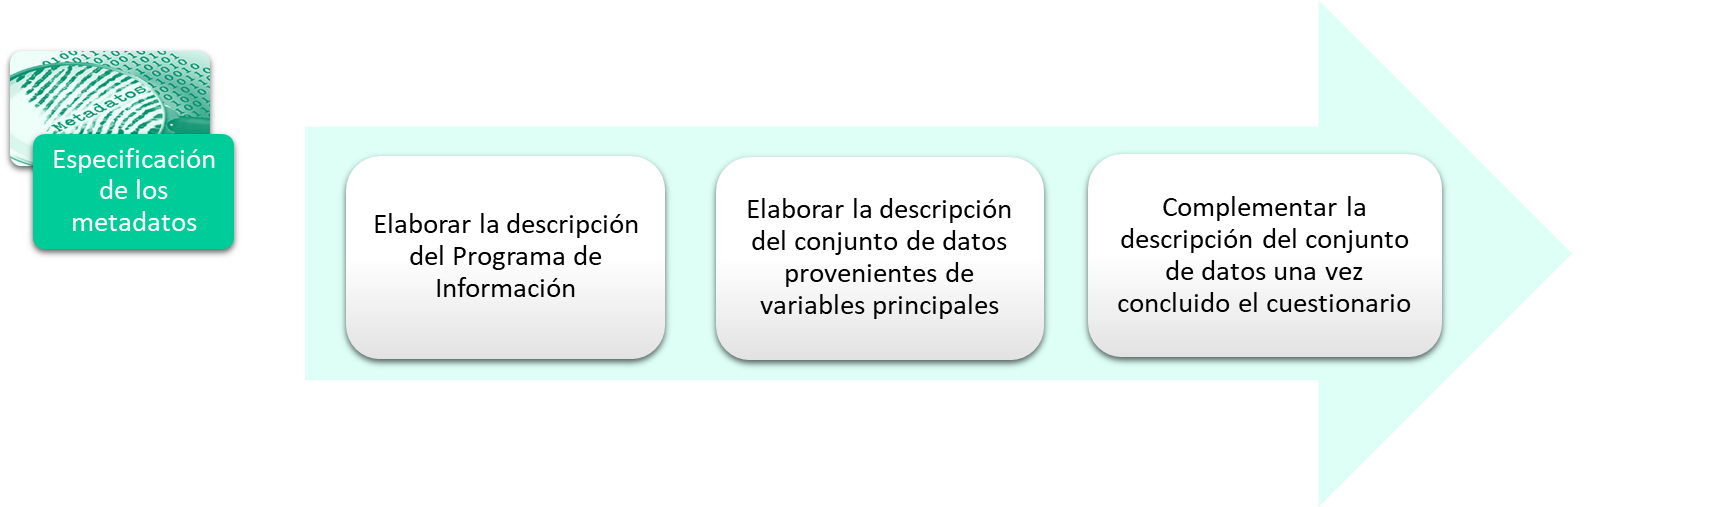 Metadatos
Especificación
de los
metadatos
Elaborar la descripción
del Programa de
Información
Elaborar la descripción
del conjunto de datos
provenientes de
variables principales
Complementar la
descripción del conjunto
de datos una vez
concluido el cuestionario